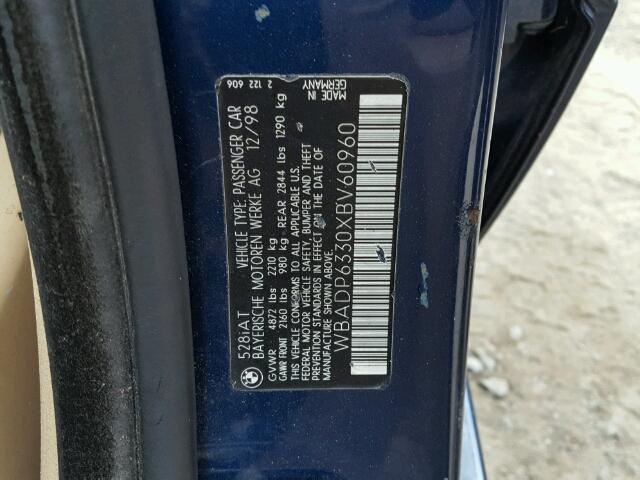 528iAT VEHICLE TYPE: PASSENGER CAR
BAYERISCHE MOTOREN WERKE AG 12/98
GVWR 4872 lbs 2210 kg
GAWR FRONT 2160 lbs 980 kg REAR 2844 lbs 1290 kg
THIS VEHICLE CONFORMS TO ALL APPLICABLE U.S.
FEDERAL MOTOR VEHICLE SAFETY, BUMPER AND THEFT
PREVENTION STANDARDS IN EFFECT ON THE DATE OF
MANUFACTURE SHOWN ABOVE.
WBADP6330XBV60960
MADE IN
GERMANY
2 122 606